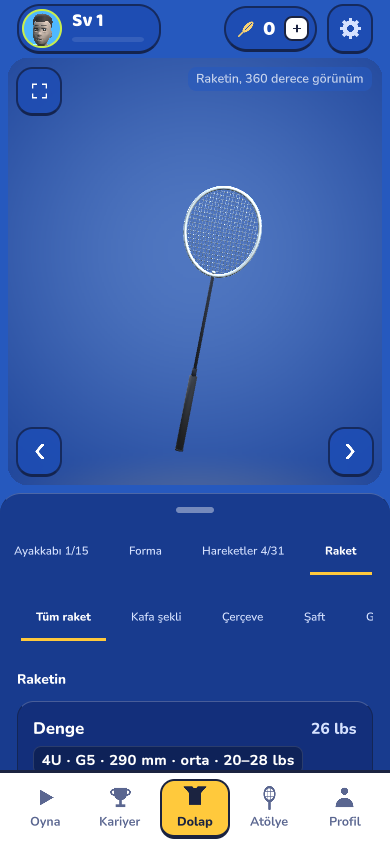 Sv 1
0
+
Raketin, 360 derece görünüm
Ayakkabı 1/15
Forma
Hareketler 4/31
Raket
Tüm raket
Kafa şekli
Çerçeve
Şaft
G
Raketin
Denge
26 lbs
4U · G5 · 290 mm · orta · 20–28 lbs
Oyna
Kariyer
Dolap
Atölye
Profil